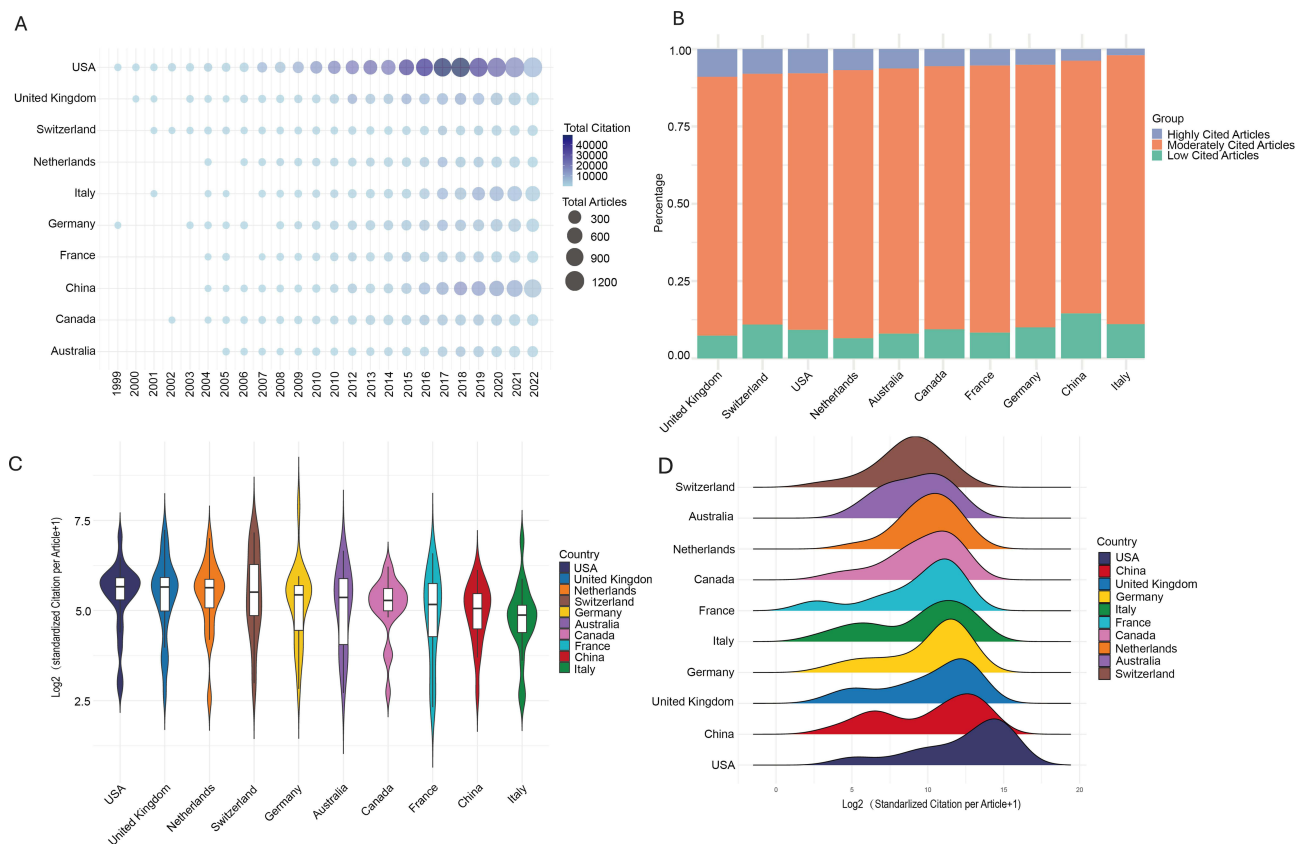 A
USA
United Kingdom
Switzerland
Netherlands
Italy
Germany
France
China
Canada
Australia
1999
2000
2001
2002
2003
2004
2005
2006
2007
2008
2009
2010
2010
2012
2013
2014
2015
2016
2017
2018
2019
2020
2021
2022
Total Citation
40000
30000
20000
10000
Total Articles
300
600
900
1200
B
Percentage
1.00
0.75
0.50
0.25
0.00
United Kingdom
Switzerland
USA
Netherlands
Australia
Canada
France
Germany
China
Italy
Group
Highly Cited Articles
Moderately Cited Articles
Low Cited Articles
C
Log2 (standardized Citation per Article+1)
7.5
5.0
2.5
USA
United Kingdom
Netherlands
Switzerland
Germany
Australia
Canada
France
China
Italy
Country
USA
United Kingdon
Netherlands
Switzerland
Germany
Australia
Canada
France
China
Italy
D
Switzerland
Australia
Netherlands
Canada
France
Italy
Germany
United Kingdom
China
USA
0
5
10
15
20
Log2 (Standarlized Citation per Article+1)
Country
USA
China
United Kingdom
Germany
Italy
France
Canada
Netherlands
Australia
Switzerland